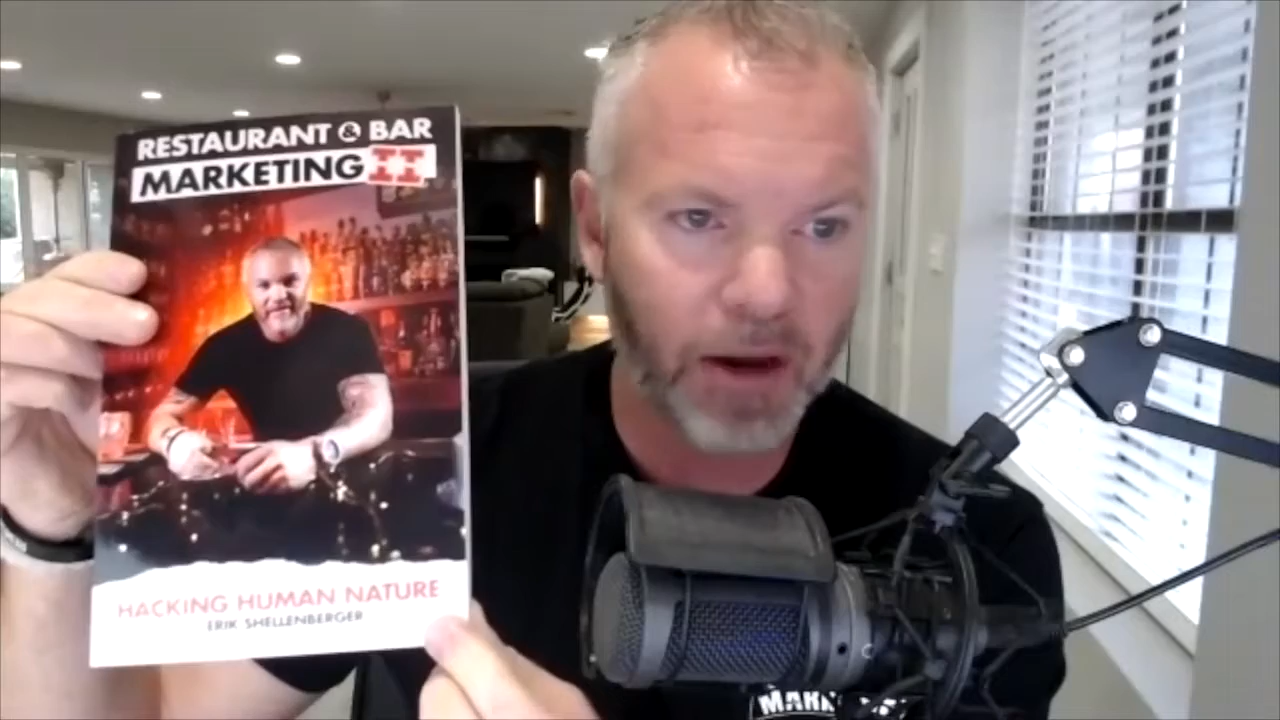 RESTAURANT & BAR
MARKETING II
HACKING HUMAN NATURE
ERIK SHELLENBERGER